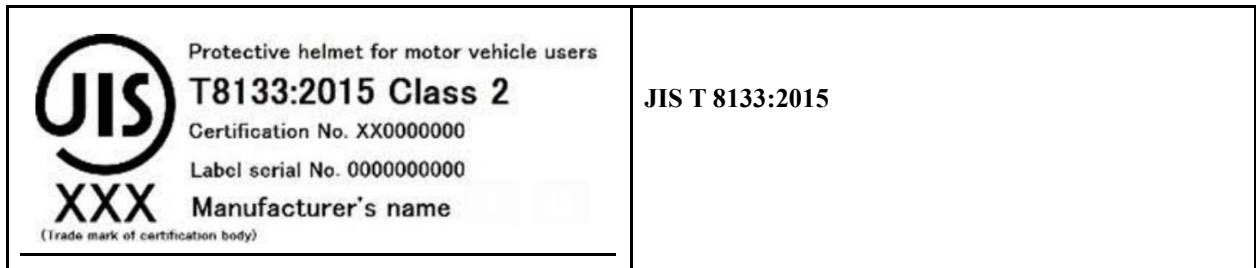 JIS
Protective helmet for motor vehicle users
T8133:2015 Class 2
Certification No. XX0000000
Label serial No. 0000000000
XXX
Manufacturer's name
(Trade mark of certification body)
JIS T 8133:2015